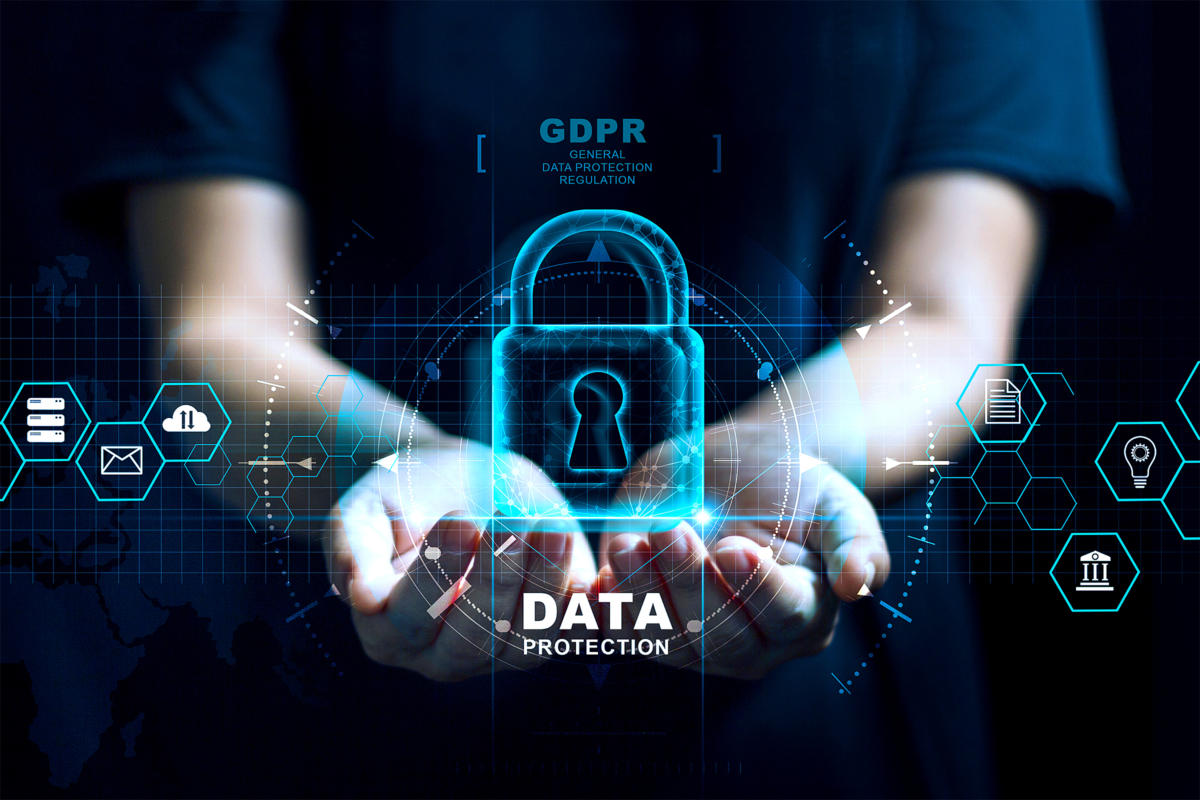 GDPR
GENERAL
DATA PROTECTION
REGULATION
DATA
PROTECTION